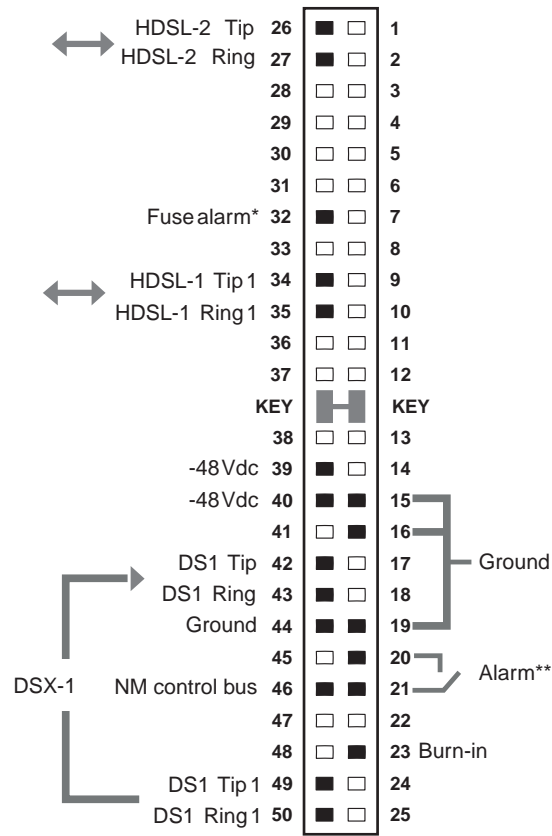 HDSL-2 Tip 26 1
HDSL-2 Ring 27 2
28 3
29 4
30 5
31 6
Fuse alarm* 32 7
33 8
HDSL-1 Tip 1 34 9
HDSL-1 Ring 1 35 10
36 11
37 12
KEY KEY
38 13
-48 Vdc 39 14
-48 Vdc 40 15
41 16
DS1 Tip 42 17 Ground
DS1 Ring 43 18
Ground 44 19
45 20
DSX-1 NM control bus 46 21 Alarm**
47 22
48 23 Burn-in
DS1 Tip 1 49 24
DS1 Ring 1 50 25